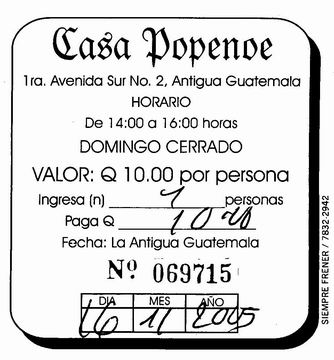 Casa Popenoe
1ra. Avenida Sur No. 2, Antigua Guatemala
HORARIO
De 14:00 a 16:00 horas
DOMINGO CERRADO
VALOR: Q 10.00 por persona
Ingresa (n) 1 personas
Paga Q 10 00
Fecha: La Antigua Guatemala
Nº 069715
DIA MES AÑO
16 11 2005
SIEMPRE FRENER / 7832-2942